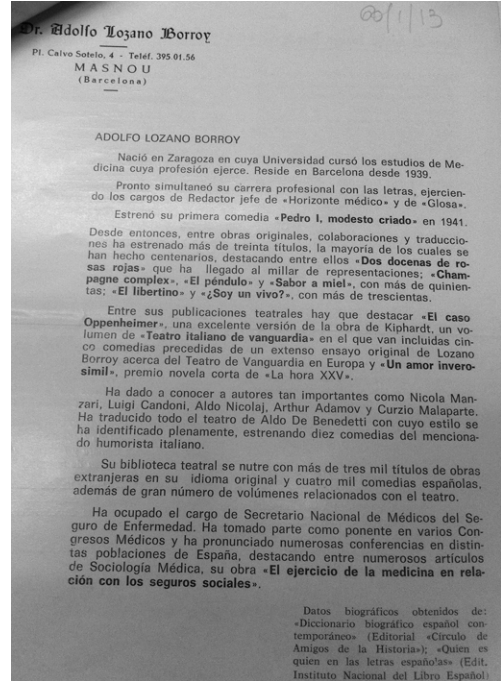 60/1/13
Dr. Adolfo Lozano Borroy
Pl. Calvo Sotelo, 4 - Teléf. 395 01.56
MASNOU
(Barcelona)
ADOLFO LOZANO BORROY
Nació en Zaragoza en cuya Universidad cursó los estudios de Me-
dicina cuya profesión ejerce. Reside en Barcelona desde 1939.
Pronto simultaneó su carrera profesional con las letras, ejercien-
do los cargos de Redactor jefe de «Horizonte médico» y de «Glosa».
Estrenó su primera comedia «Pedro I, modesto criado» en 1941.
Desde entonces, entre obras originales, colaboraciones y traduccio-
nes ha estrenado más de treinta títulos, la mayoría de los cuales se
han hecho centenarios, destacando entre ellos «Dos docenas de ro-
sas rojas» que ha llegado al millar de representaciones; «Cham-
pagne complex», «El péndulo» y «Sabor a miel», con más de quinien-
tas; «El libertino» y «¿Soy un vivo?», con más de trescientas.
Entre sus publicaciones teatrales hay que destacar «El caso
Oppenheimer», una excelente versión de la obra de Kiphardt, un vo-
lumen de «Teatro italiano de vanguardia» en el que van incluidas cin-
co comedias precedidas de un extenso ensayo original de Lozano
Borroy acerca del Teatro de Vanguardia en Europa y «Un amor invero-
simil», premio novela corta de «La hora XXV».
Ha dado a conocer a autores tan importantes como Nicola Man-
zari, Luigi Candoni, Aldo Nicolaj, Arthur Adamov y Curzio Malaparte.
Ha traducido todo el teatro de Aldo De Benedetti con cuyo estilo se
ha identificado plenamente, estrenando diez comedias del menciona-
do humorista italiano.
Su biblioteca teatral se nutre con más de tres mil títulos de obras
extranjeras en su idioma original y cuatro mil comedias españolas,
además de gran número de volúmenes relacionados con el teatro.
Ha ocupado el cargo de Secretario Nacional de Médicos del Se-
guro de Enfermedad. Ha tomado parte como ponente en varios Con-
gresos Médicos y ha pronunciado numerosas conferencias en distin-
tas poblaciones de España, destacando entre numerosos artículos
de Sociología Médica, su obra «El ejercicio de la medicina en rela-
ción con los seguros sociales».
Datos biográficos obtenidos de:
«Diccionario biográfico español con-
temporáneo» (Editorial «Círculo de
Amigos de la Historia»); «Quien es
quien en las letras españolas» (Edit.
Instituto Nacional del Libro Español)